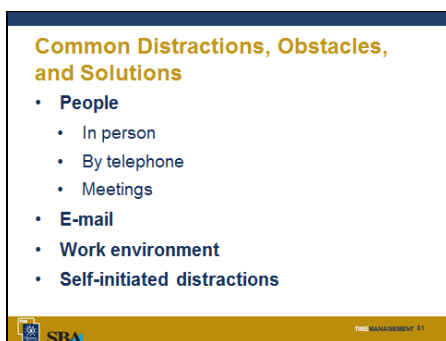 Common Distractions, Obstacles,
and Solutions
• People
• In person
• By telephone
• Meetings
• E-mail
• Work environment
• Self-initiated distractions
SBA
TIME MANAGEMENT 31